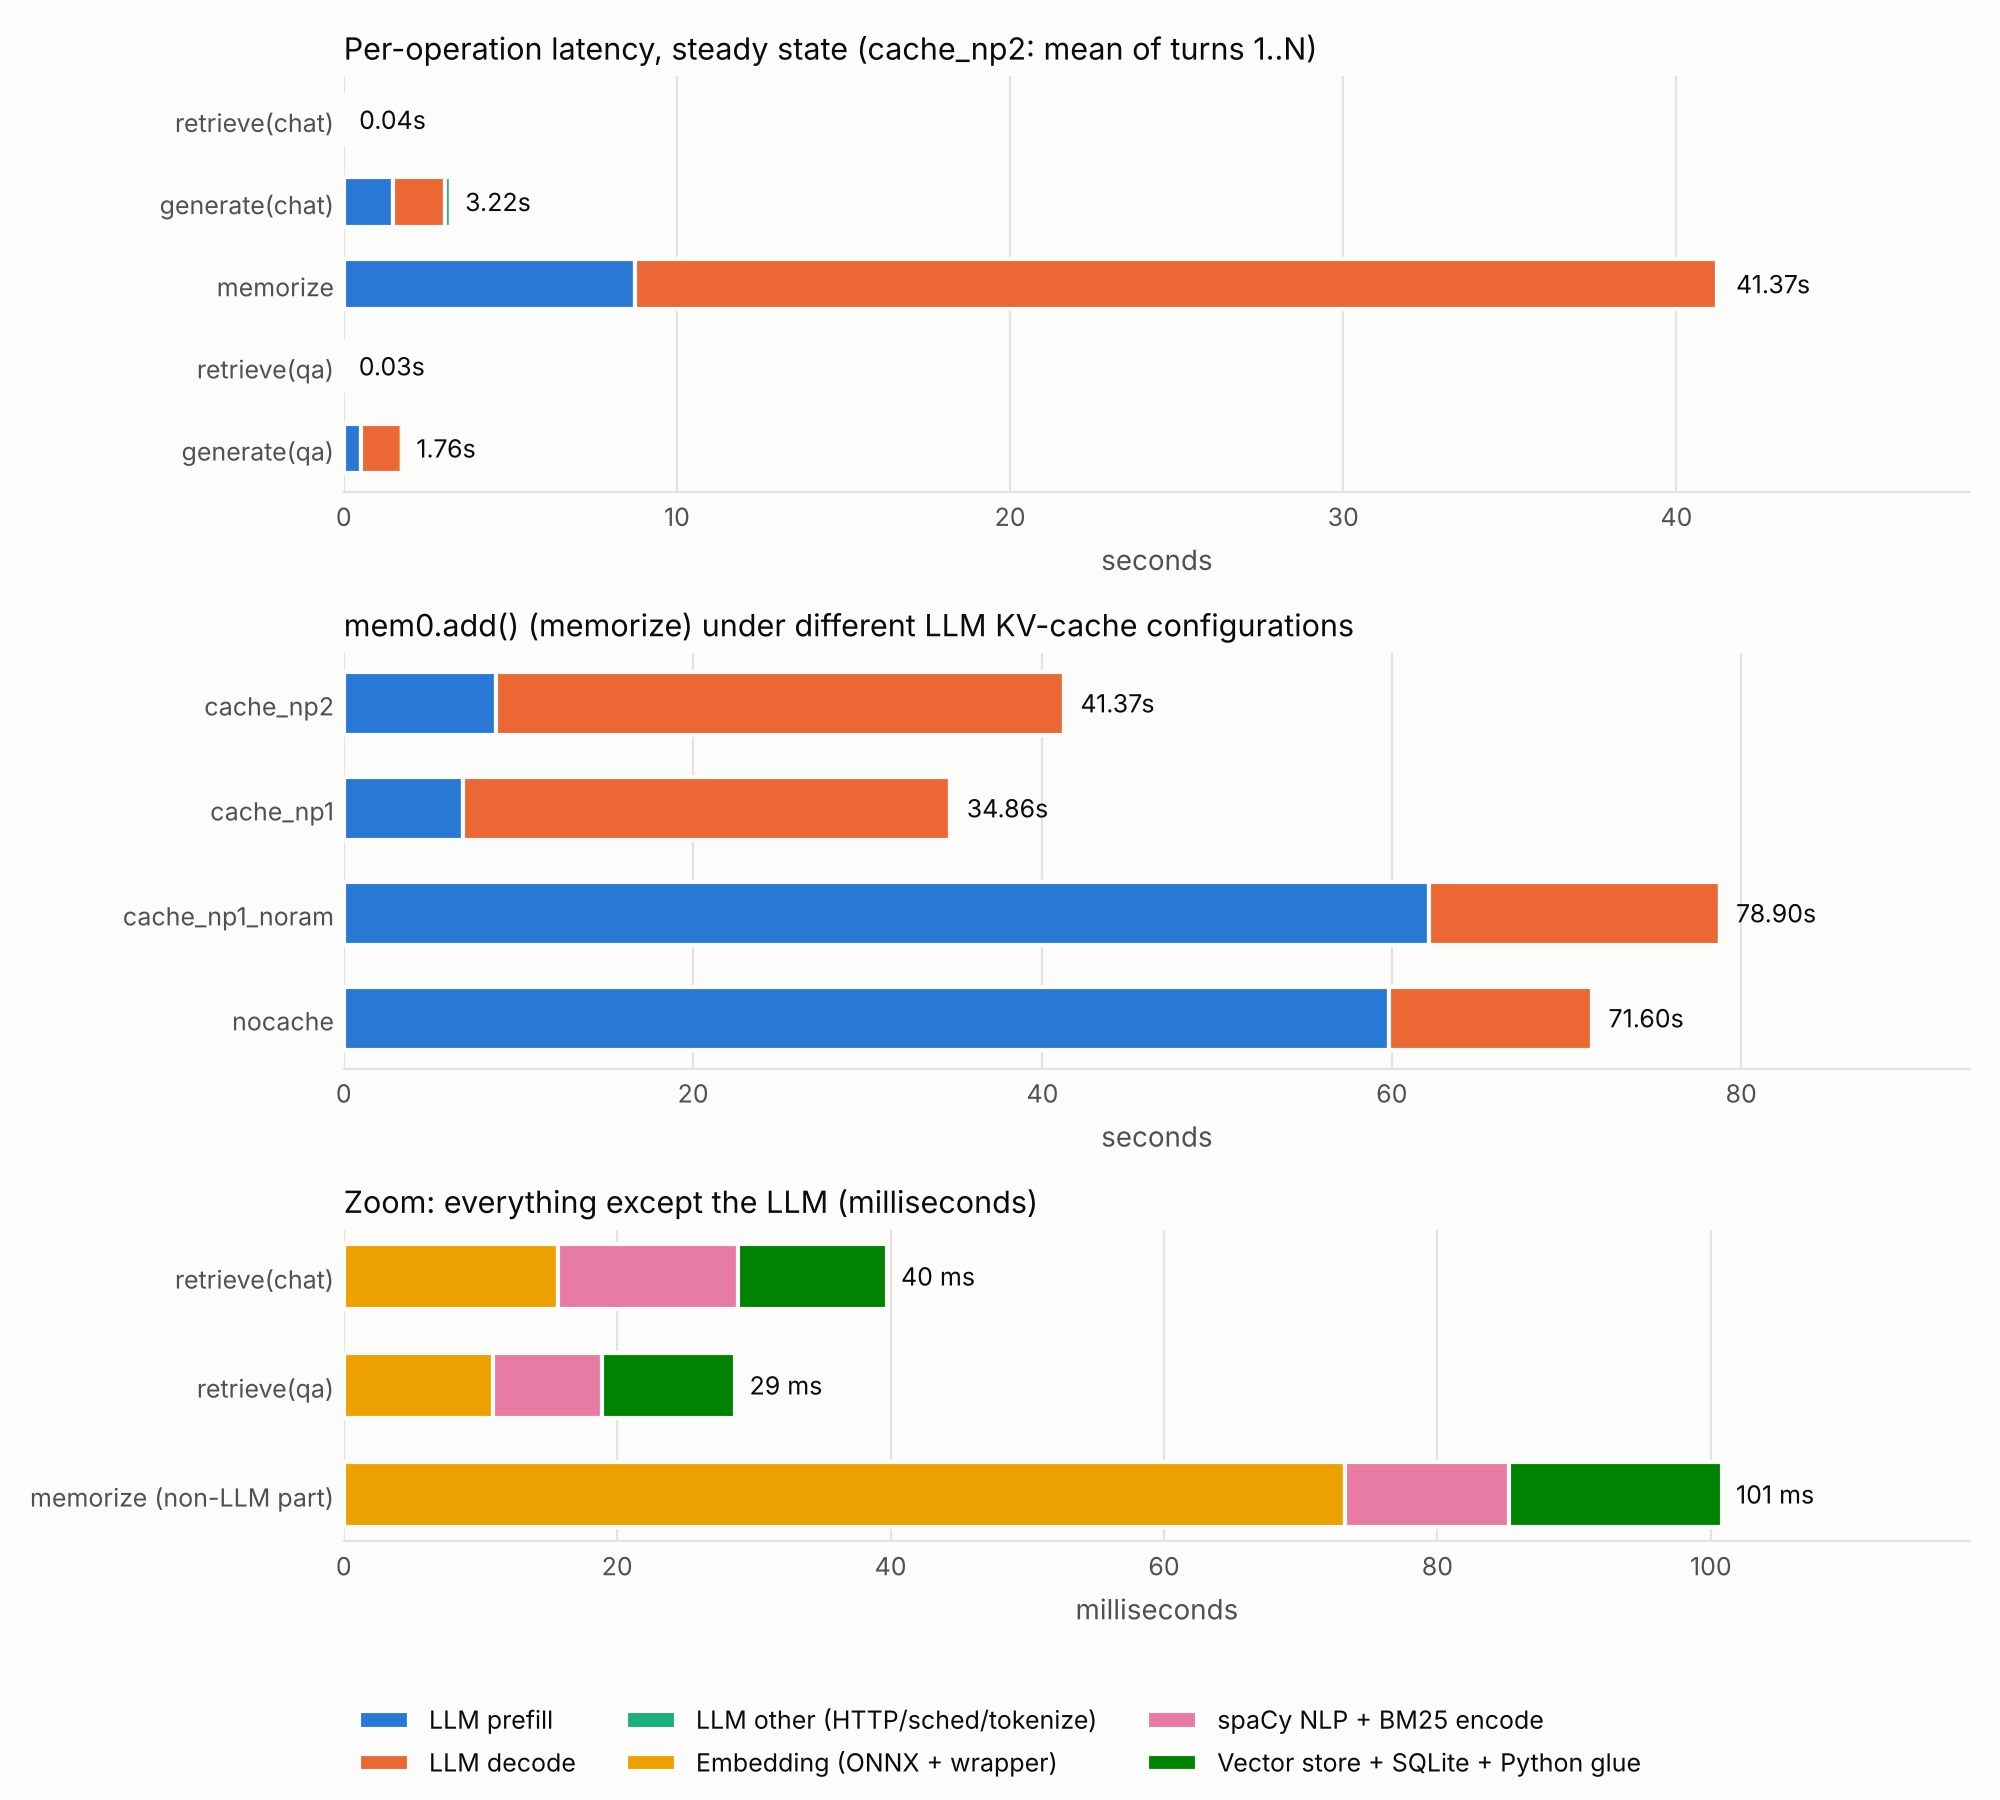 Per-operation latency, steady state (cache_np2: mean of turns 1..N)
retrieve(chat) 0.04s
generate(chat) 3.22s
memorize 41.37s
retrieve(qa) 0.03s
generate(qa) 1.76s
0 10 20 30 40
seconds
mem0.add() (memorize) under different LLM KV-cache configurations
cache_np2 41.37s
cache_np1 34.86s
cache_np1_noram 78.90s
nocache 71.60s
0 20 40 60 80
seconds
Zoom: everything except the LLM (milliseconds)
retrieve(chat) 40 ms
retrieve(qa) 29 ms
memorize (non-LLM part) 101 ms
0 20 40 60 80 100
milliseconds
LLM prefill LLM other (HTTP/sched/tokenize) spaCy NLP + BM25 encode
LLM decode Embedding (ONNX + wrapper) Vector store + SQLite + Python glue